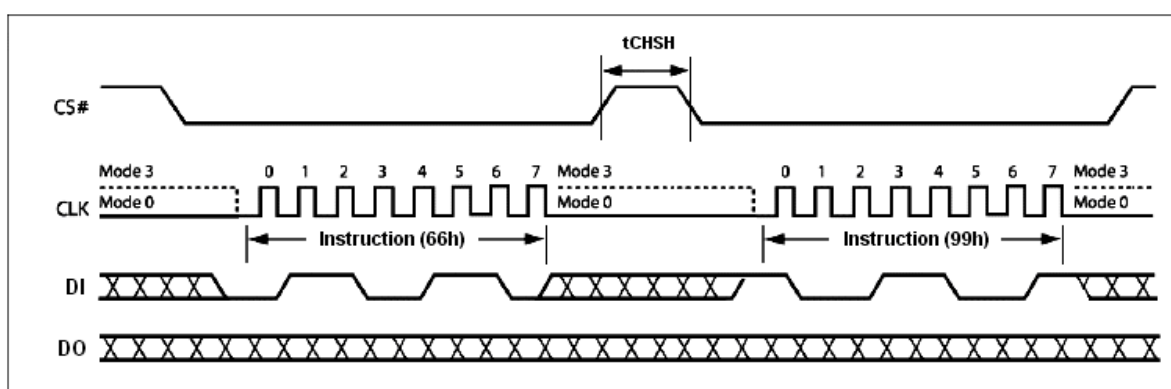 tCHSH
CS#
Mode 3 0 1 2 3 4 5 6 7 Mode 3 0 1 2 3 4 5 6 7 Mode 3
CLK Mode 0 Mode 0 Mode 0
Instruction (66h) Instruction (99h)
DI
DO